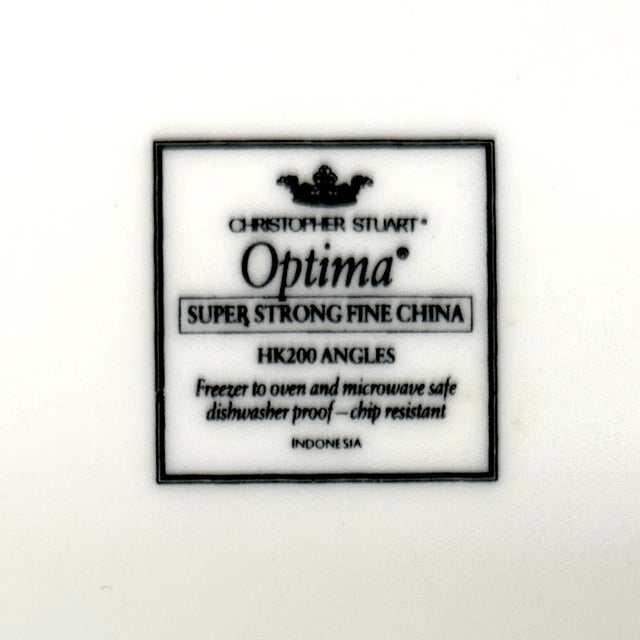 CHRISTOPHER STUART®
Optima®
SUPER STRONG FINE CHINA
HK200 ANGLES
Freezer to oven and microwave safe
dishwasher proof – chip resistant
INDONESIA